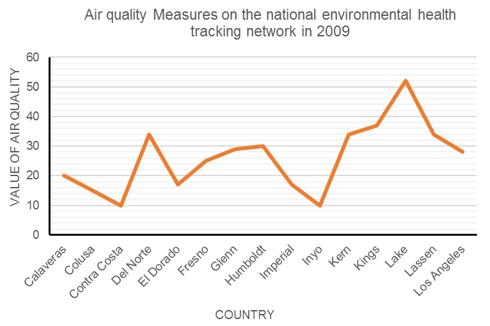 Air quality Measures on the national environmental health
tracking network in 2009
VALUE OF AIR QUALITY
60
50
40
30
20
10
0
Calaveras
Colusa
Contra Costa
Del Norte
El Dorado
Fresno
Glenn
Humboldt
Imperial
Inyo
Kern
Kings
Lake
Lassen
Los Angeles
COUNTRY